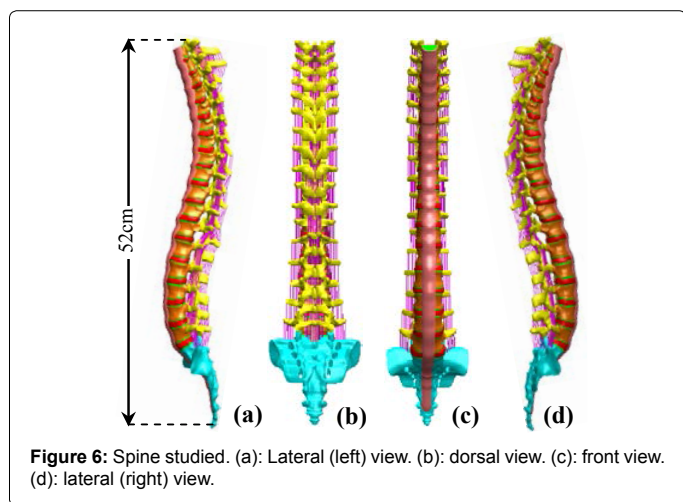 52cm
(a) (b) (c) (d)
Figure 6: Spine studied. (a): Lateral (left) view. (b): dorsal view. (c): front view.
(d): lateral (right) view.